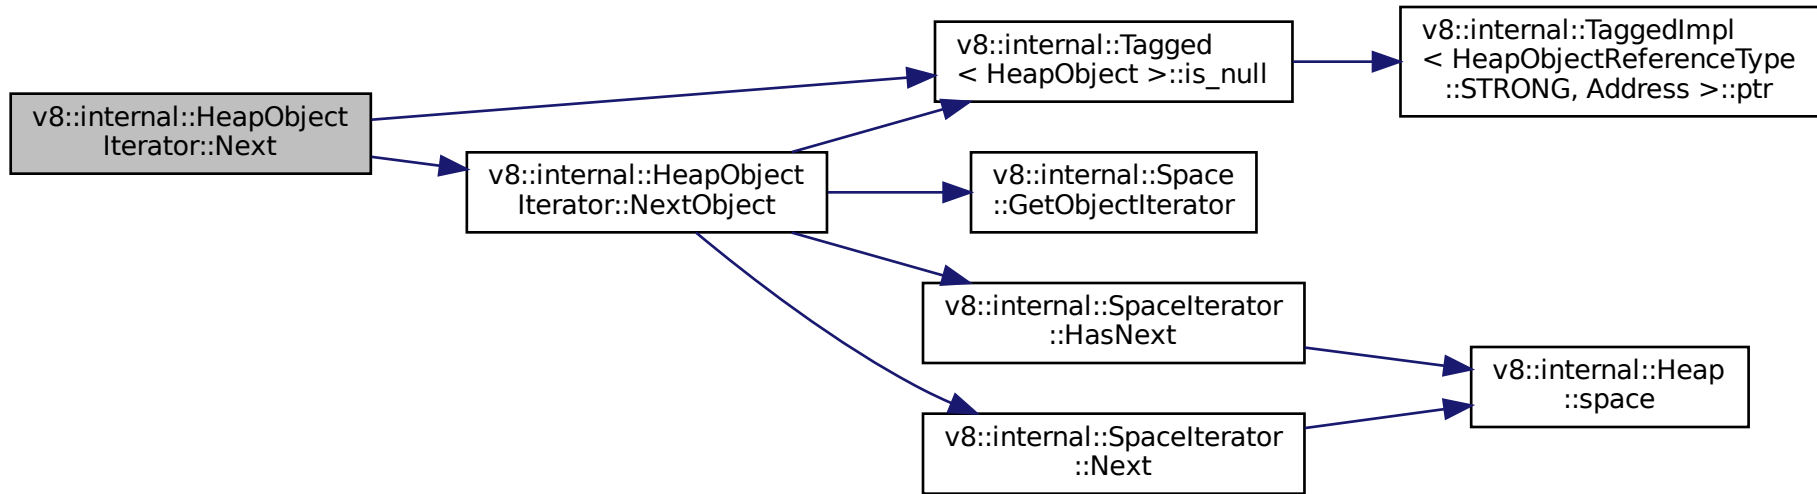 v8::internal::HeapObject
Iterator::Next
v8::internal::HeapObject
Iterator::NextObject
v8::internal::Tagged
< HeapObject >::is_null
v8::internal::TaggedImpl
< HeapObjectReferenceType
::STRONG, Address >::ptr
v8::internal::Space
::GetObjectIterator
v8::internal::SpaceIterator
::HasNext
v8::internal::SpaceIterator
::Next
v8::internal::Heap
::space